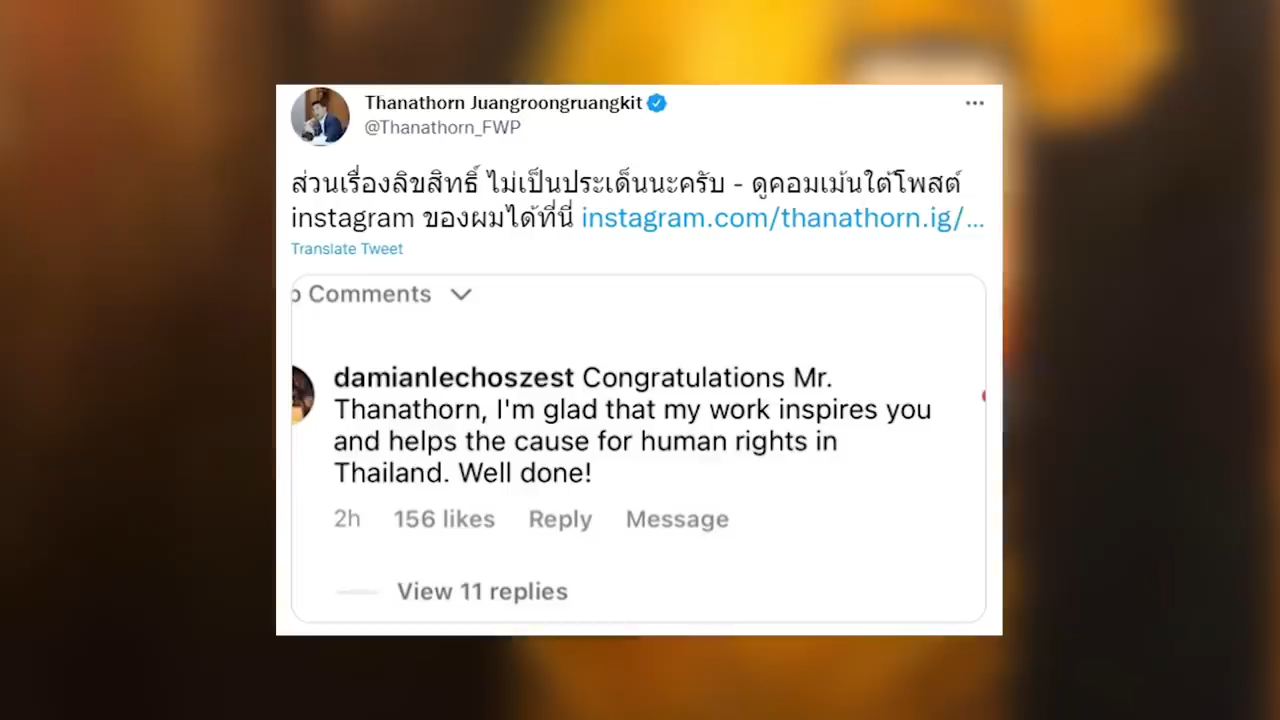 Thanathorn Juangroongruangkit
@Thanathorn_FWP
ส่วนเรื่องลิขสิทธิ์ ไม่เป็นประเด็นนะครับ - ดูคอมเม้นใต้โพสต์
instagram ของผมได้ที่นี่ instagram.com/thanathorn.ig/...
Translate Tweet
Comments
damianlechoszest Congratulations Mr.
Thanathorn, I'm glad that my work inspires you
and helps the cause for human rights in
Thailand. Well done!
2h 156 likes Reply Message
View 11 replies